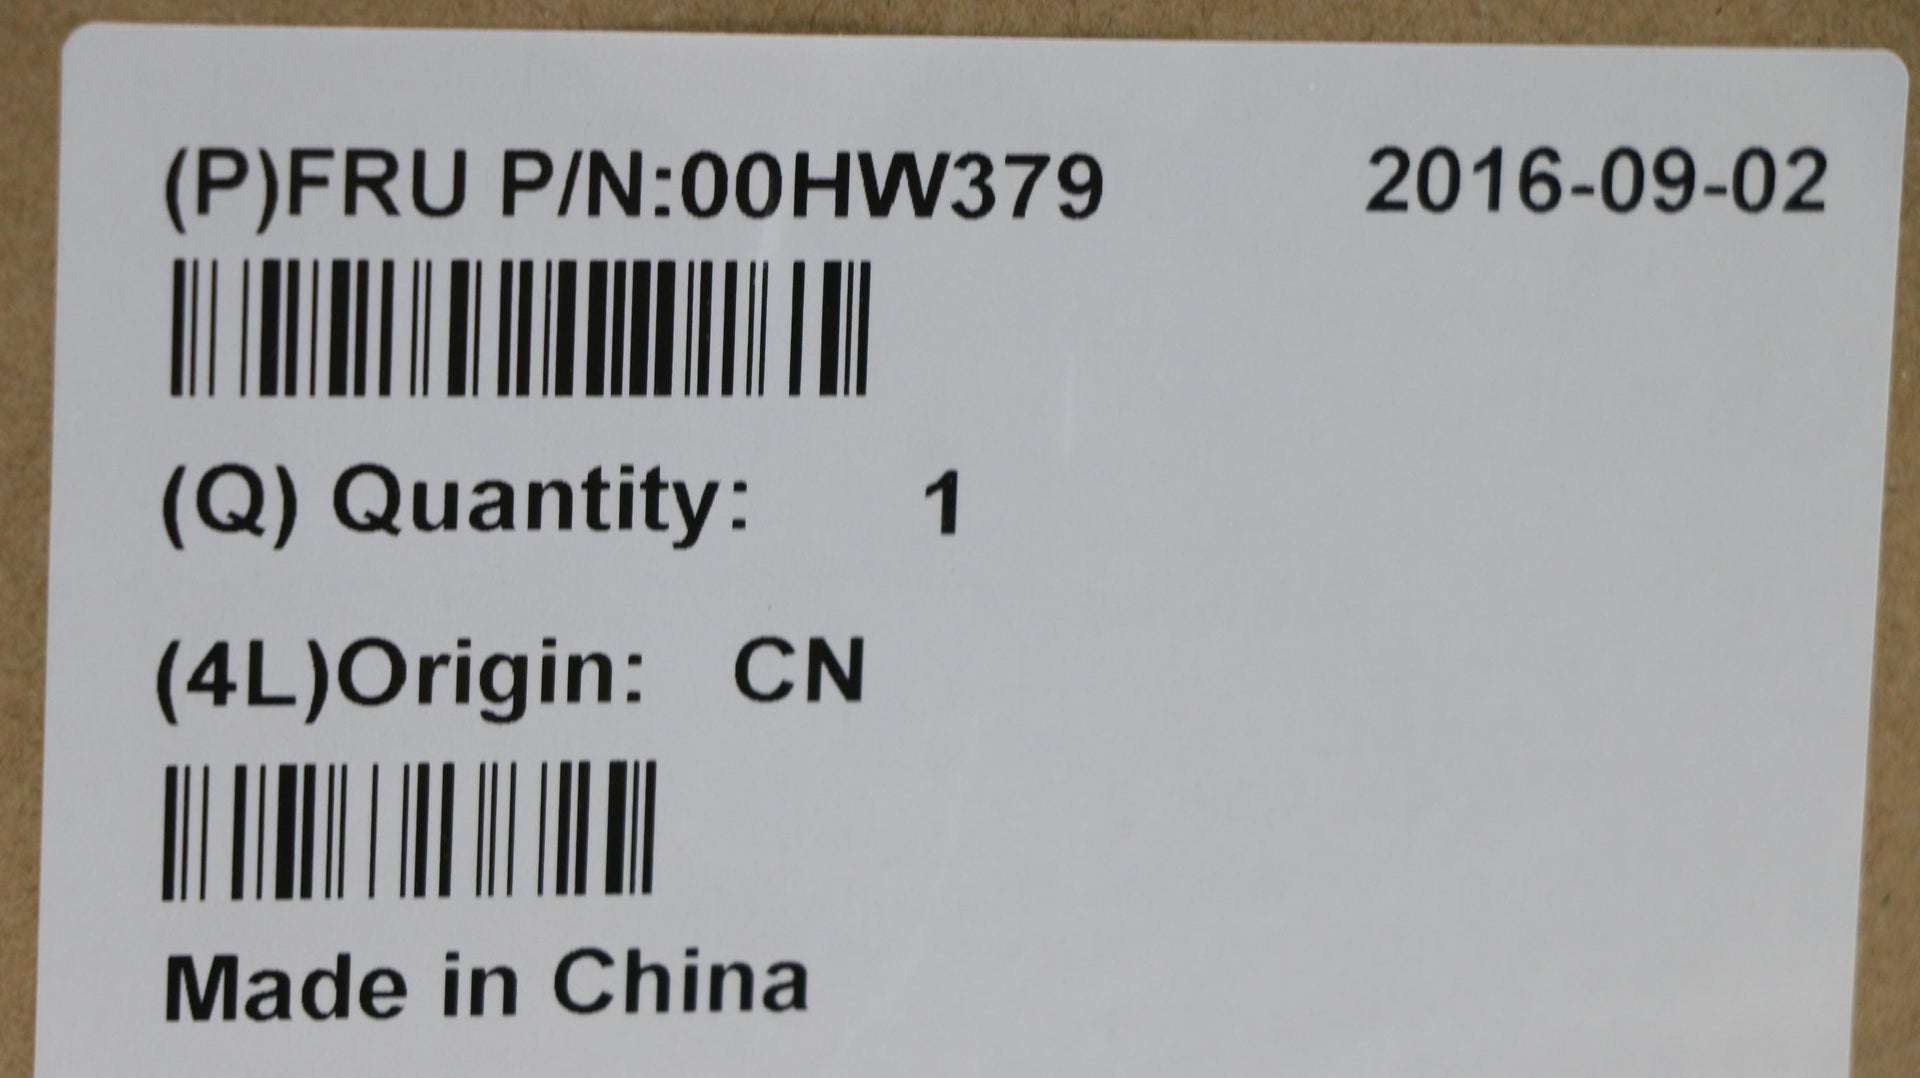 (P)FRU P/N:00HW379 2016-09-02
(Q) Quantity: 1
(4L)Origin: CN
Made in China